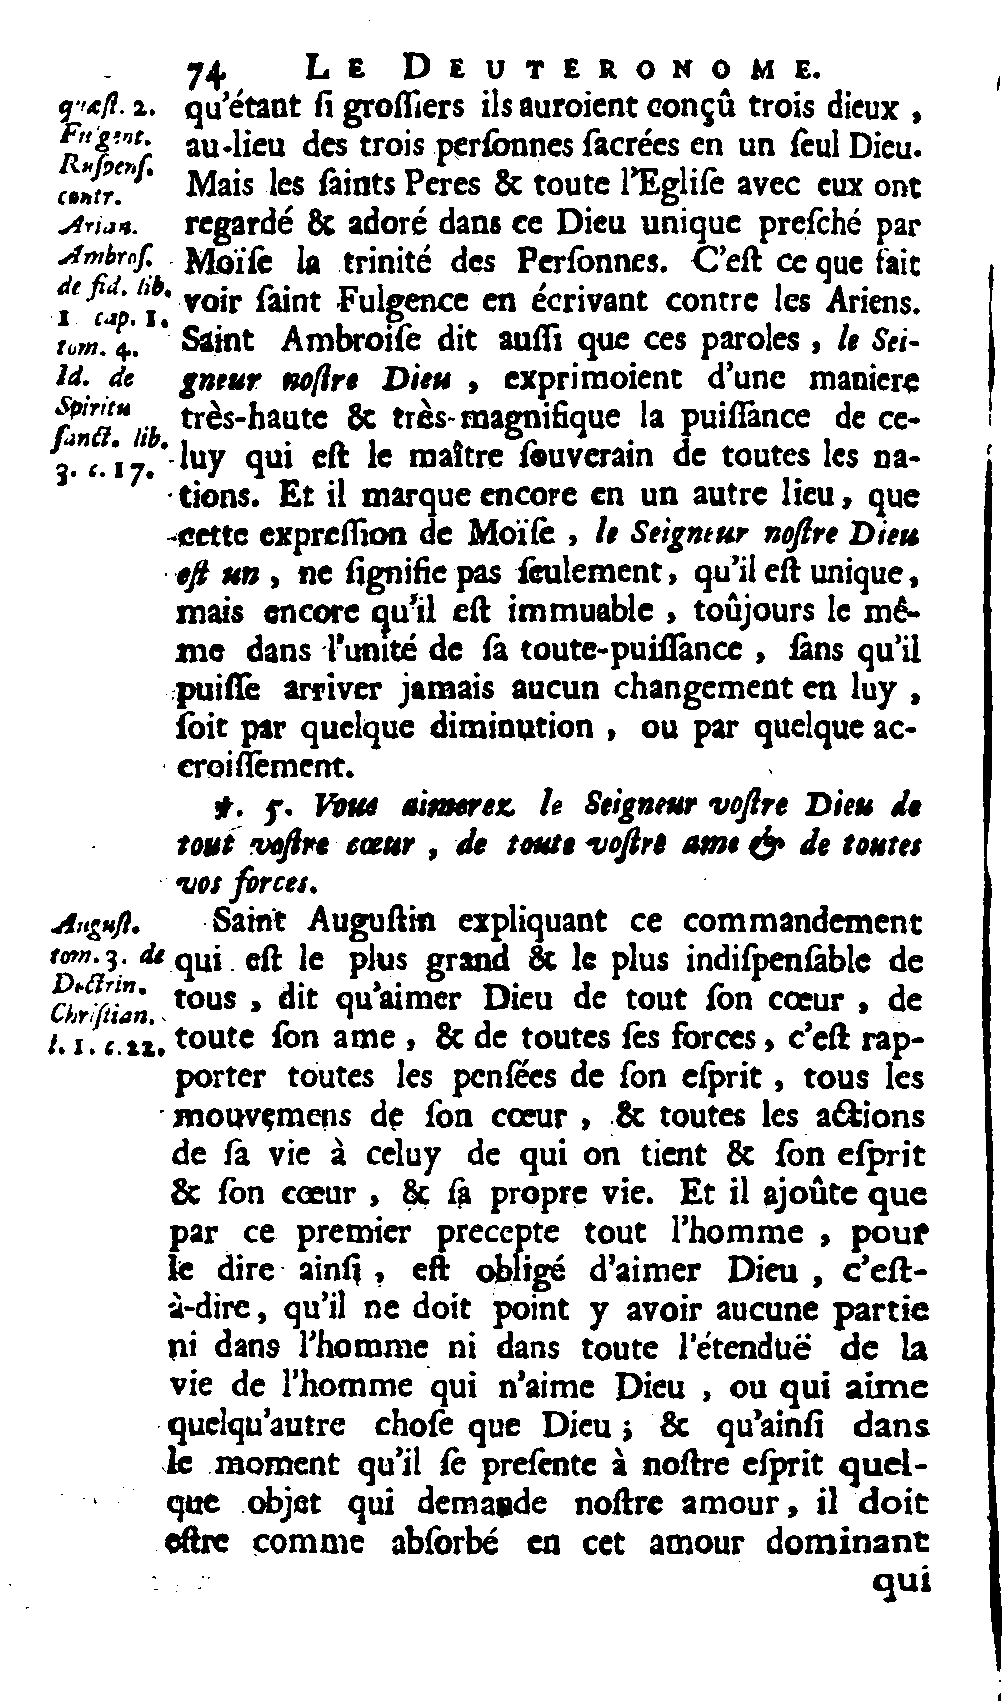 74 LE DEUTERONOME.
quæſt. 2.
Fulgent.
Ruſpenſ.
contr.
Arian.
Ambroſ.
de fid. lib.
1 cap. 1.
tom. 4.
Id. de
Spiritu
ſanct. lib.
3. c. 17.
qu'étant ſi groſſiers ils auroient conçû trois dieux,
au-lieu des trois perſonnes ſacrées en un ſeul Dieu.
Mais les ſaints Peres & toute l'Egliſe avec eux ont
regardé & adoré dans ce Dieu unique preſché par
Moïſe la trinité des Perſonnes. C'eſt ce que fait
voir ſaint Fulgence en écrivant contre les Ariens.
Saint Ambroiſe dit auſſi que ces paroles, le Sei-
gneur noſtre Dieu, exprimoient d'une maniere
très-haute & très-magnifique la puiſſance de ce-
luy qui eſt le maître ſouverain de toutes les na-
tions. Et il marque encore en un autre lieu, que
cette expreſſion de Moïſe, le Seigneur noſtre Dieu
eſt un, ne ſignifie pas ſeulement, qu'il eſt unique,
mais encore qu'il eſt immuable, toûjours le mê-
me dans l'unité de ſa toute-puiſſance, ſans qu'il
puiſſe arriver jamais aucun changement en luy,
ſoit par quelque diminution, ou par quelque ac-
croiſſement.
℣. 5. Vous aimerez le Seigneur voſtre Dieu de
tout voſtre cœur, de toute voſtre ame & de toutes
vos forces.
Auguſt.
tom. 3. de
Doctrin.
Chriſtian.
l. 1. c. 22.
Saint Auguſtin expliquant ce commandement
qui eſt le plus grand & le plus indiſpenſable de
tous, dit qu'aimer Dieu de tout ſon cœur, de
toute ſon ame, & de toutes ſes forces, c'eſt rap-
porter toutes les penſées de ſon eſprit, tous les
mouvemens de ſon cœur, & toutes les actions
de ſa vie à celuy de qui on tient & ſon eſprit
& ſon cœur, & ſa propre vie. Et il ajoûte que
par ce premier precepte tout l'homme, pour
le dire ainſi, eſt obligé d'aimer Dieu, c'eſt-
à-dire, qu'il ne doit point y avoir aucune partie
ni dans l'homme ni dans toute l'étenduë de la
vie de l'homme qui n'aime Dieu, ou qui aime
quelqu'autre choſe que Dieu; & qu'ainſi dans
le moment qu'il ſe preſente à noſtre eſprit quel-
que objet qui demande noſtre amour, il doit
eſtre comme abſorbé en cet amour dominant
qui